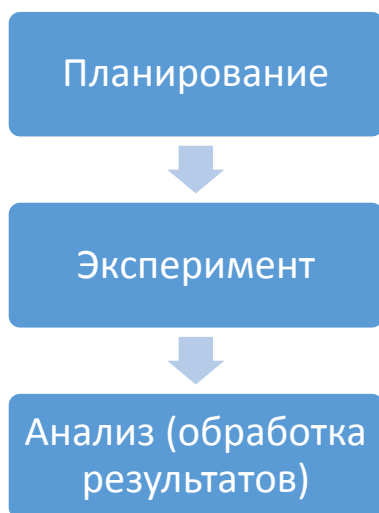 Планирование
Эксперимент
Анализ (обработка
результатов)